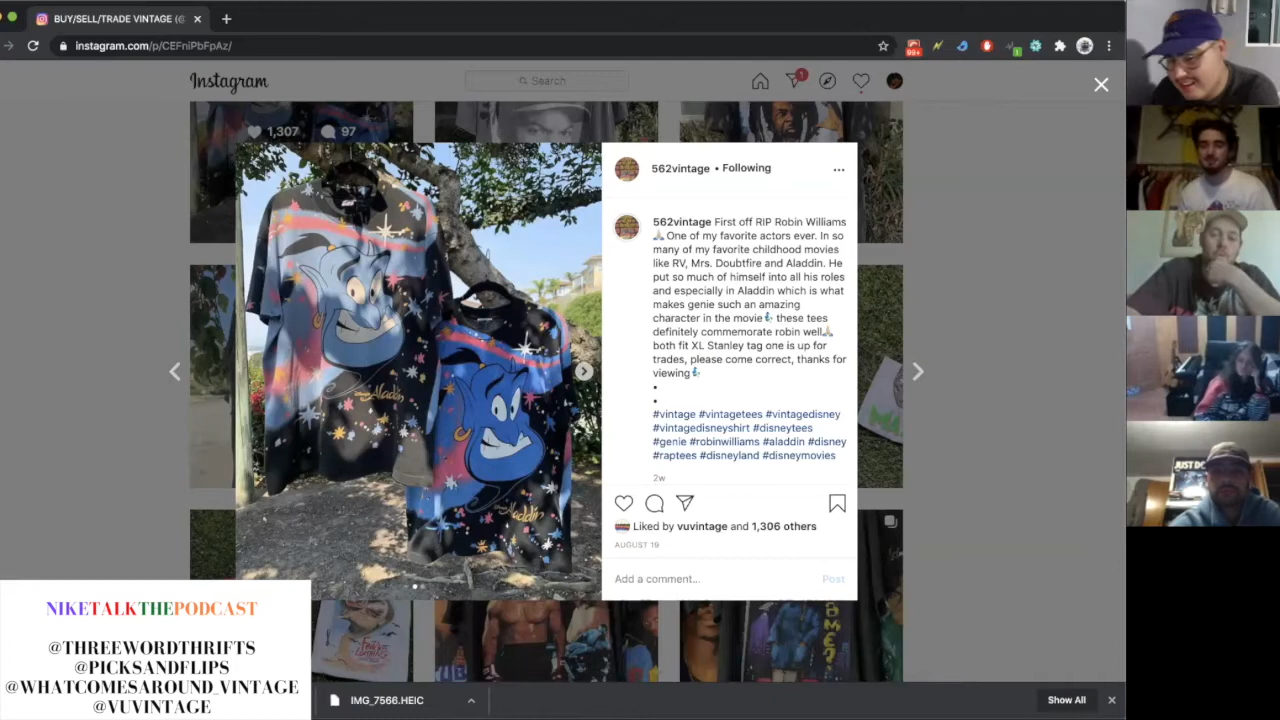 BUY/SELL/TRADE VINTAGE (@
instagram.com/p/CEFniPbFpAz/
99+
1
Instagram
Search
1
1,307 97
562vintage • Following
562vintage First off RIP Robin Williams
🙏🏼One of my favorite actors ever. In so
many of my favorite childhood movies
like RV, Mrs. Doubtfire and Aladdin. He
put so much of himself into all his roles
and especially in Aladdin which is what
makes genie such an amazing
character in the movie🧞‍♂️ these tees
definitely commemorate robin well🙏🏼
both fit XL Stanley tag one is up for
trades, please come correct, thanks for
viewing🧞‍♂️
•
•
#vintage #vintagetees #vintagedisney
#vintagedisneyshirt #disneytees
#genie #robinwilliams #aladdin #disney
#raptees #disneyland #disneymovies
2w
Liked by vuvintage and 1,306 others
AUGUST 19
Add a comment... Post
Aladdin
Aladdin
JUST DO
NIKETALKTHEPODCAST
@THREEWORDTHRIFTS
@PICKSANDFLIPS
@WHATCOMESAROUND_VINTAGE
@VUVINTAGE
IMG_7566.HEIC
Show All